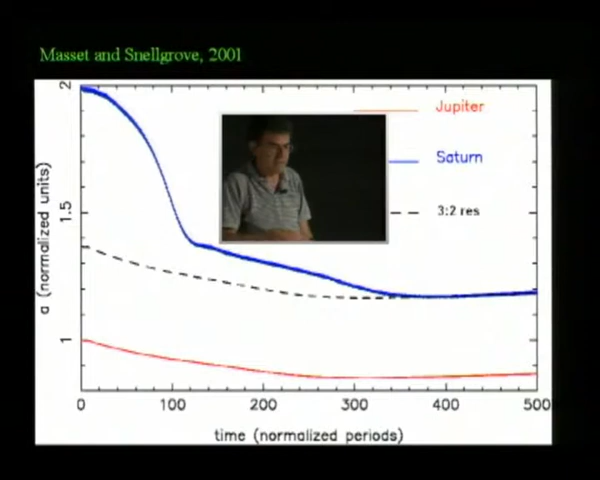 Masset and Snellgrove, 2001
2
Jupiter
Saturn
1.5
3:2 res
a (normalized units)
1
0 100 200 300 400 500
time (normalized periods)